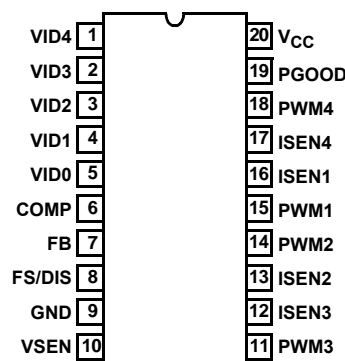 VID4 1 20 VCC
VID3 2 19 PGOOD
VID2 3 18 PWM4
VID1 4 17 ISEN4
VID0 5 16 ISEN1
COMP 6 15 PWM1
FB 7 14 PWM2
FS/DIS 8 13 ISEN2
GND 9 12 ISEN3
VSEN 10 11 PWM3